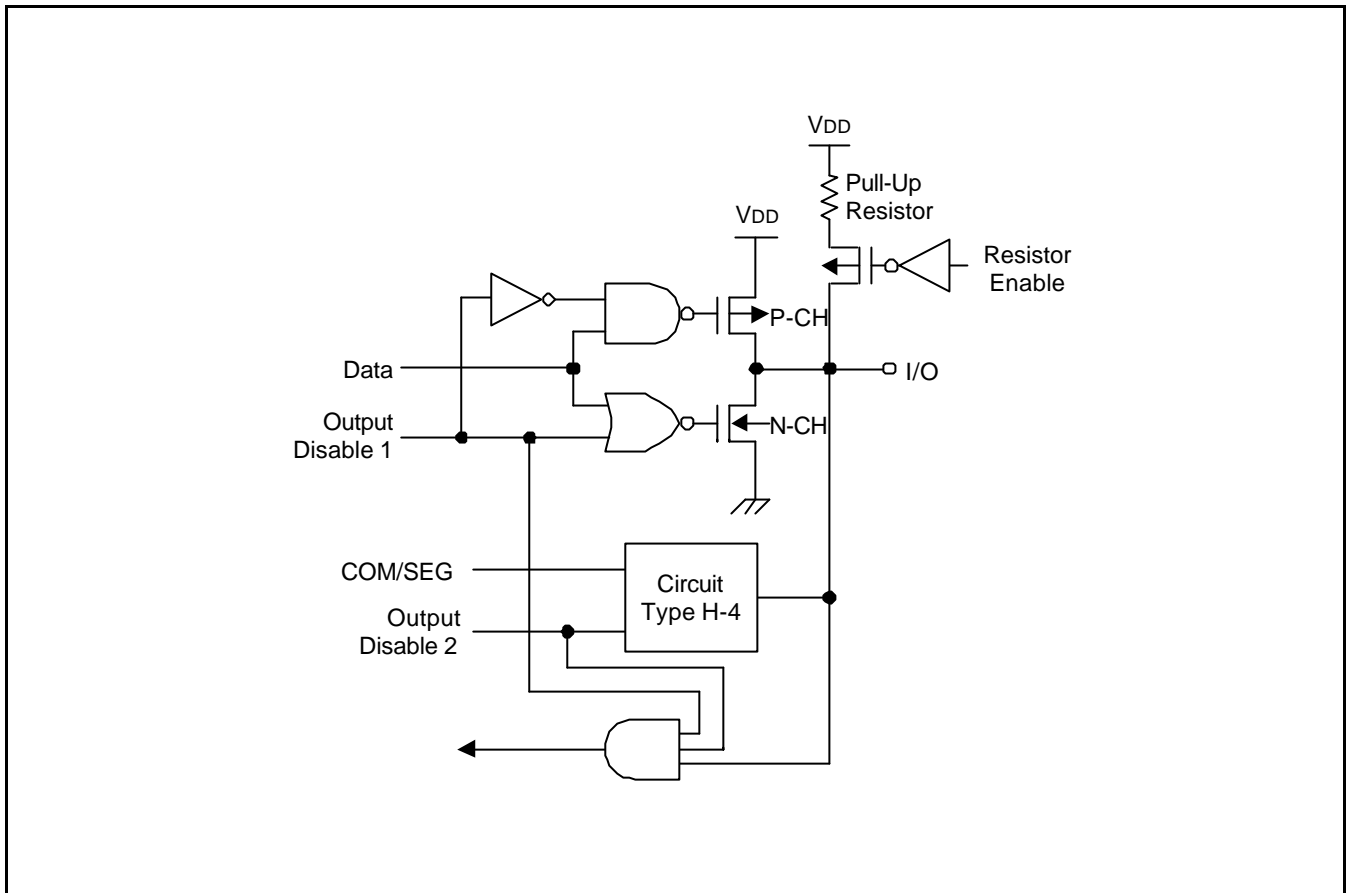 VDD
Pull-Up
Resistor
VDD
Resistor
Enable
P-CH
Data
I/O
Output
Disable 1
N-CH
COM/SEG
Circuit
Type H-4
Output
Disable 2